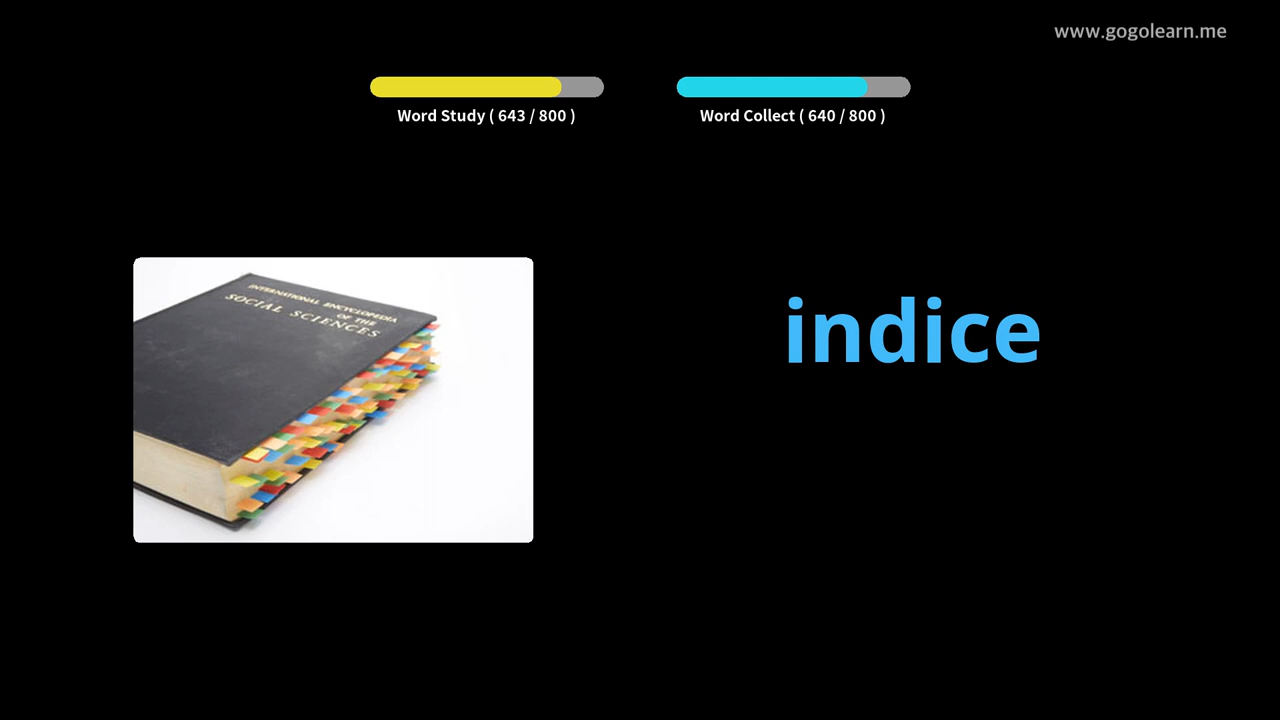 www.gogolearn.me
Word Study ( 643 / 800 )
Word Collect ( 640 / 800 )
INTERNATIONAL ENCYCLOPEDIA
OF THE
SOCIAL SCIENCES
indice